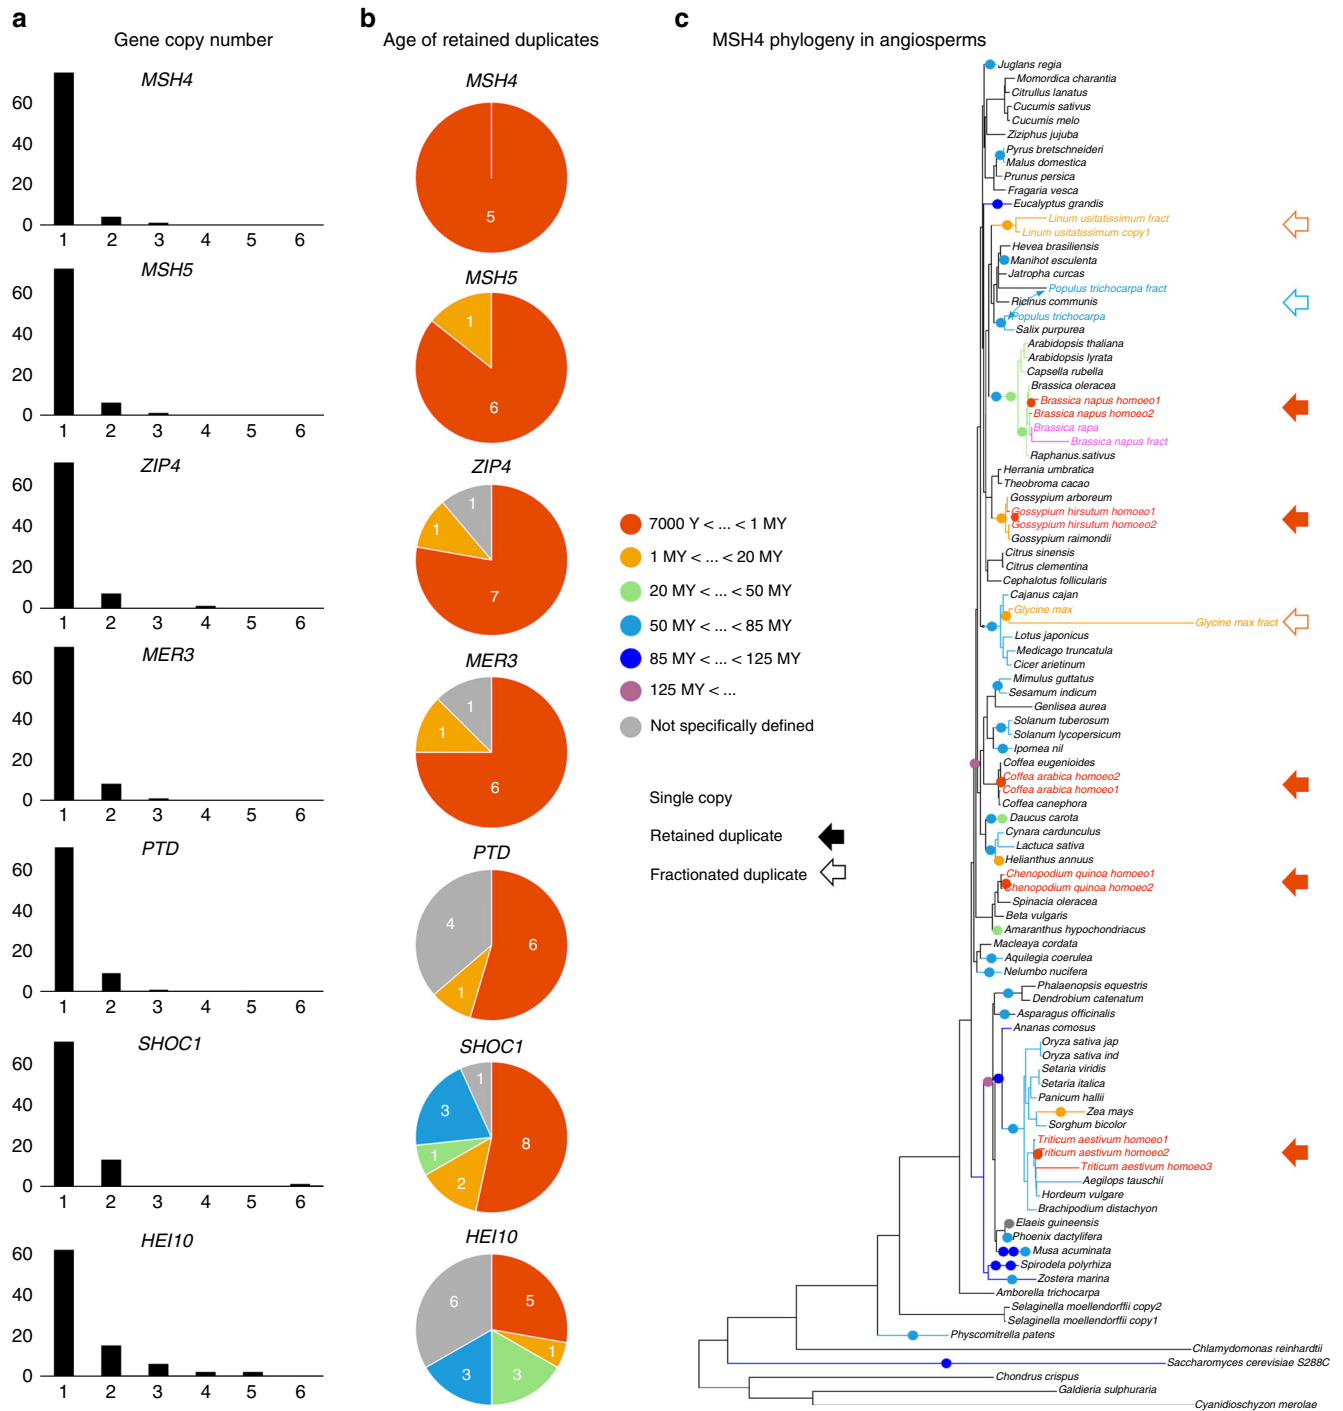 a
Gene copy number
MSH4
60
40
20
0
1 2 3 4 5 6
MSH5
60
40
20
0
1 2 3 4 5 6
ZIP4
60
40
20
0
1 2 3 4 5 6
MER3
60
40
20
0
1 2 3 4 5 6
PTD
60
40
20
0
1 2 3 4 5 6
SHOC1
60
40
20
0
1 2 3 4 5 6
HEI10
60
40
20
0
1 2 3 4 5 6
b
Age of retained duplicates
MSH4
5
MSH5
1
6
ZIP4
1
1
7
MER3
1
1
6
PTD
4
6
1
SHOC1
1
3
8
1
2
HEI10
6
5
1
3
3
7000 Y < ... < 1 MY
1 MY < ... < 20 MY
20 MY < ... < 50 MY
50 MY < ... < 85 MY
85 MY < ... < 125 MY
125 MY < ...
Not specifically defined
Single copy
Retained duplicate
Fractionated duplicate
c
MSH4 phylogeny in angiosperms
Juglans regia
Momordica charantia
Citrullus lanatus
Cucumis sativus
Cucumis melo
Ziziphus jujuba
Pyrus bretschneideri
Malus domestica
Prunus persica
Fragaria vesca
Eucalyptus grandis
Linum usitatissimum fract
Linum usitatissimum copy1
Hevea brasiliensis
Manihot esculenta
Jatropha curcas
Populus trichocarpa fract
Ricinus communis
Populus trichocarpa
Salix purpurea
Arabidopsis thaliana
Arabidopsis lyrata
Capsella rubella
Brassica oleracea
Brassica napus homoeo1
Brassica napus homoeo2
Brassica rapa
Brassica napus fract
Raphanus.sativus
Herrania umbratica
Theobroma cacao
Gossypium arboreum
Gossypium hirsutum homoeo1
Gossypium hirsutum homoeo2
Gossypium raimondii
Citrus sinensis
Citrus clementina
Cephalotus follicularis
Cajanus cajan
Glycine max
Glycine max fract
Lotus japonicus
Medicago truncatula
Cicer arietinum
Mimulus guttatus
Sesamum indicum
Genlisea aurea
Solanum tuberosum
Solanum lycopersicum
Ipomea nil
Coffea eugenioides
Coffea arabica homoeo2
Coffea arabica homoeo1
Coffea canephora
Daucus carota
Cynara cardunculus
Lactuca sativa
Helianthus annuus
Chenopodium quinoa homoeo1
Chenopodium quinoa homoeo2
Spinacia oleracea
Beta vulgaris
Amaranthus hypochondriacus
Macleaya cordata
Aquilegia coerulea
Nelumbo nucifera
Phalaenopsis equestris
Dendrobium catenatum
Asparagus officinalis
Ananas comosus
Oryza sativa jap
Oryza sativa ind
Setaria viridis
Setaria italica
Panicum hallii
Zea mays
Sorghum bicolor
Triticum aestivum homoeo1
Triticum aestivum homoeo2
Triticum aestivum homoeo3
Aegilops tauschii
Hordeum vulgare
Brachipodium distachyon
Elaeis guineensis
Phoenix dactylifera
Musa acuminata
Spirodela polyrhiza
Zostera marina
Amborella trichocarpa
Selaginella moellendorffii copy2
Selaginella moellendorffii copy1
Physcomitrella patens
Chlamydomonas reinhardtii
Saccharomyces cerevisiae S288C
Chondrus crispus
Galdieria sulphuraria
Cyanidioschyzon merolae